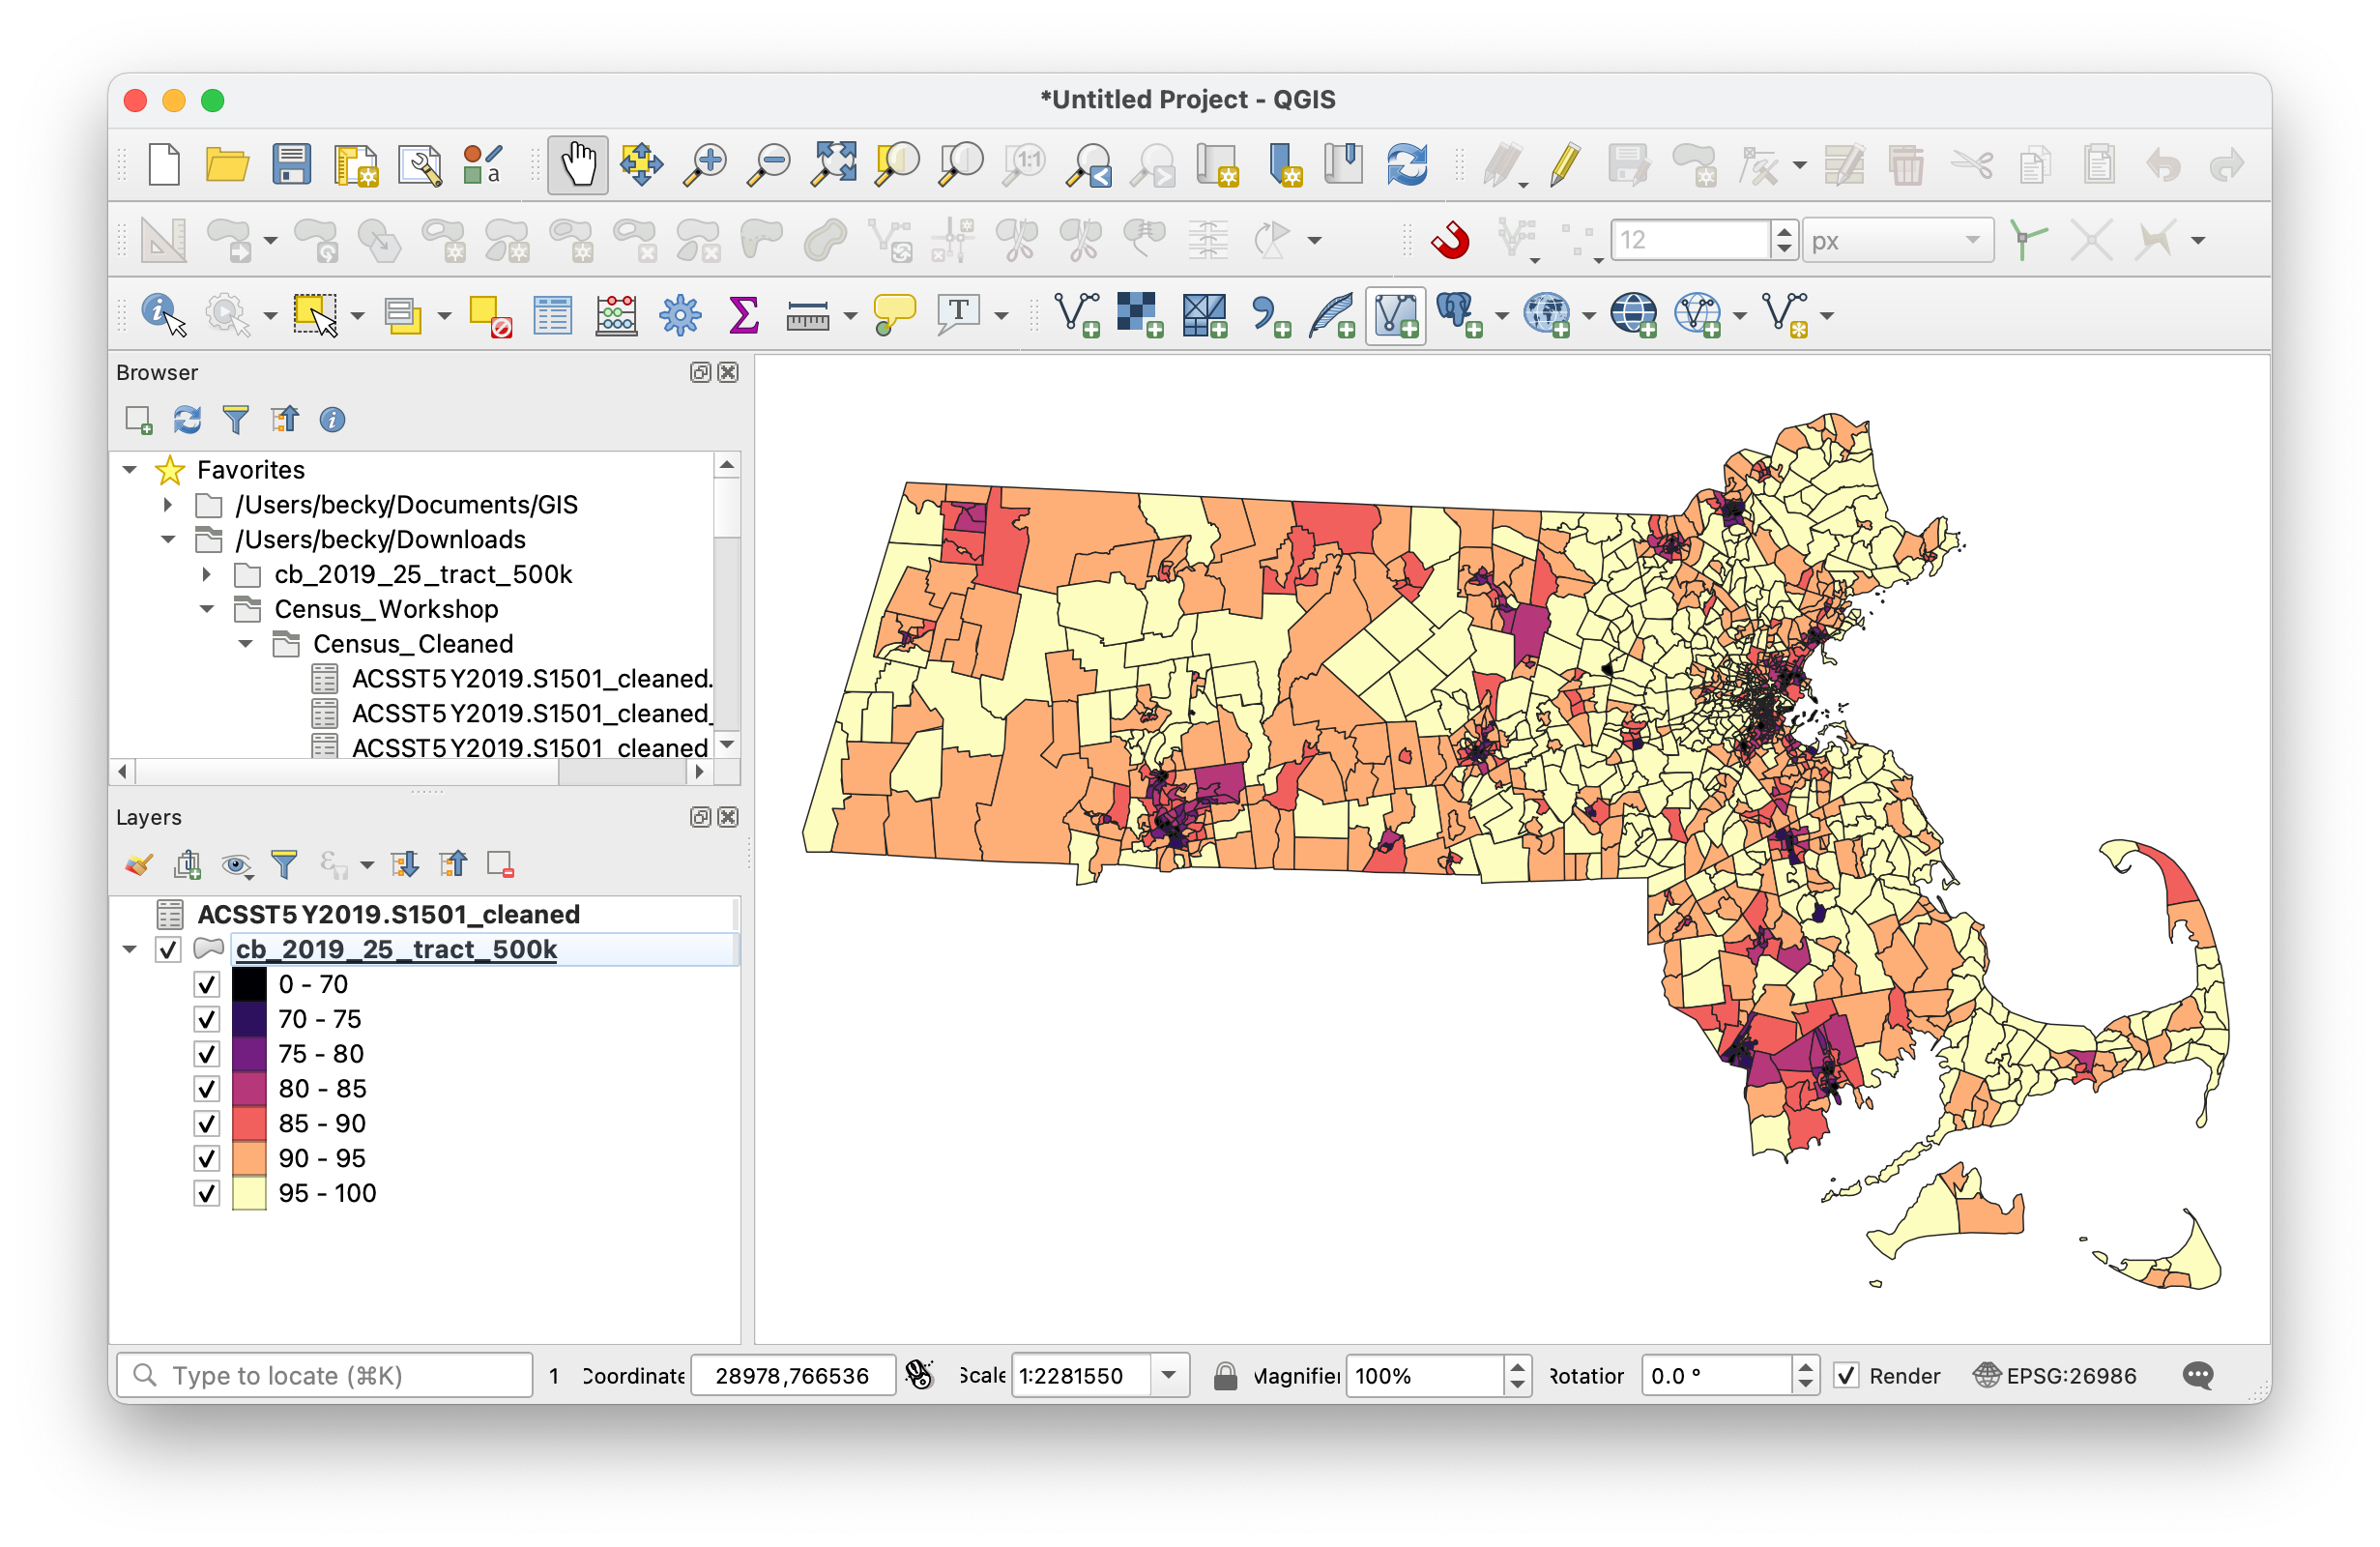 *Untitled Project - QGIS
a
1:1
12
px
T
Browser
Favorites
/Users/becky/Documents/GIS
/Users/becky/Downloads
cb_2019_25_tract_500k
Census_Workshop
Census_Cleaned
ACSST5Y2019.S1501_cleaned.
ACSST5Y2019.S1501_cleaned_
ACSST5Y2019.S1501_cleaned
Layers
ACSST5Y2019.S1501_cleaned
cb_2019_25_tract_500k
0 - 70
70 - 75
75 - 80
80 - 85
85 - 90
90 - 95
95 - 100
Type to locate (⌘K) 1 Coordinate 28978,766536 Scale 1:2281550 Magnifier 100% Rotation 0.0 ° Render EPSG:26986